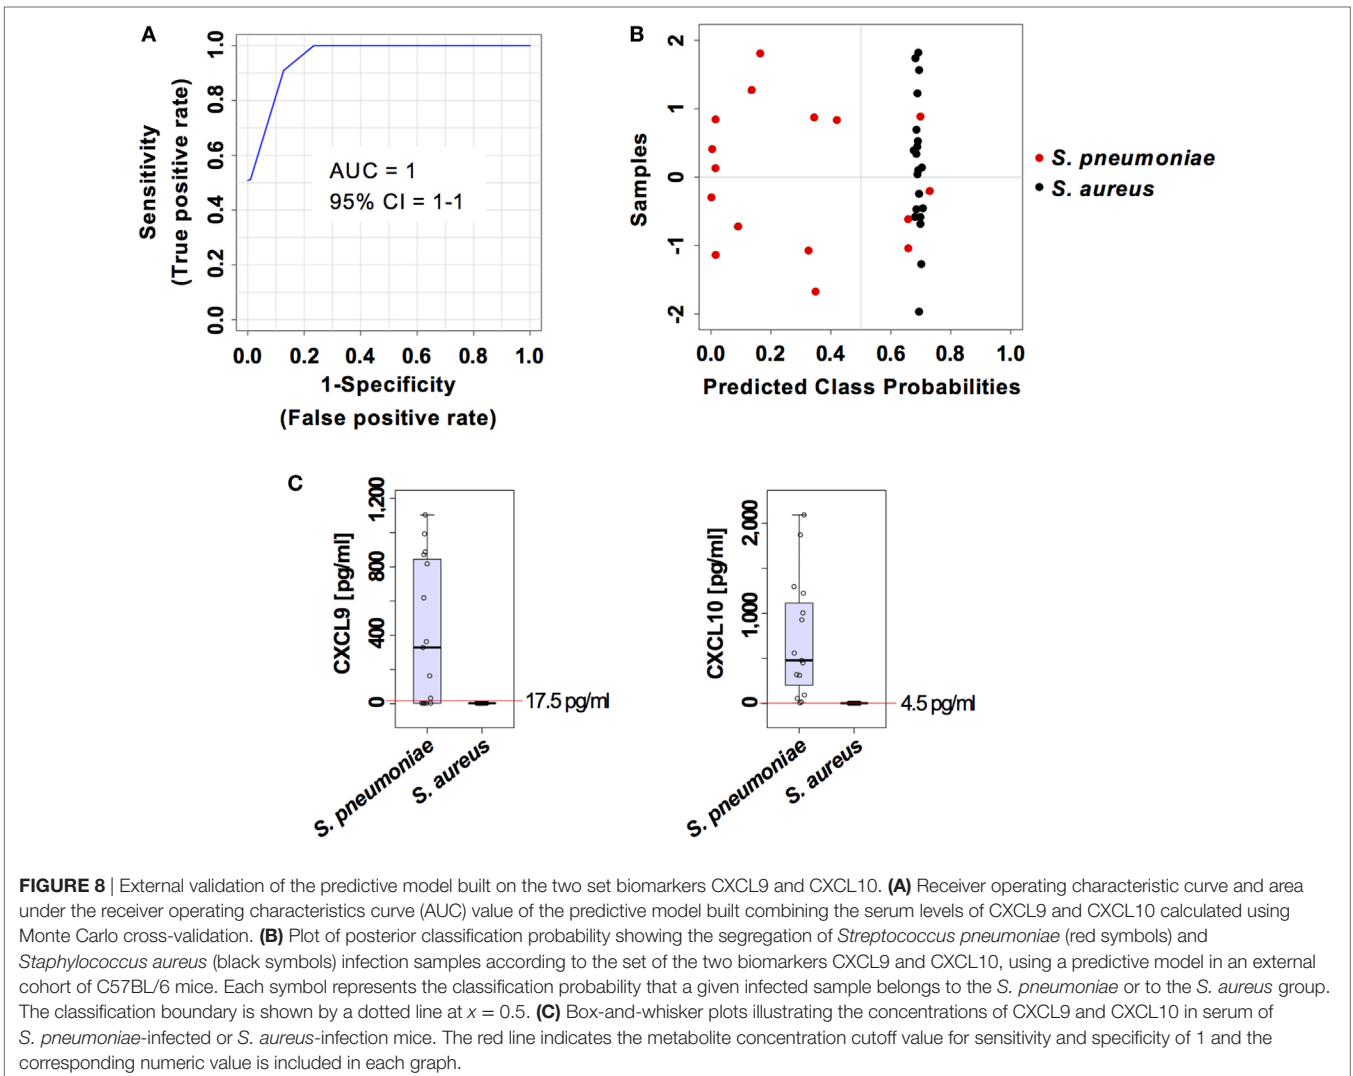 A
1.0
0.8
0.6
0.4
0.2
0.0
Sensitivity
(True positive rate)
AUC = 1
95% CI = 1-1
0.0 0.2 0.4 0.6 0.8 1.0
1-Specificity
(False positive rate)
B
2
1
0
-1
-2
Samples
0.0 0.2 0.4 0.6 0.8 1.0
Predicted Class Probabilities
S. pneumoniae
S. aureus
C
1,200
800
400
0
CXCL9 [pg/ml]
17.5 pg/ml
S. pneumoniae
S. aureus
2,000
1,000
0
CXCL10 [pg/ml]
4.5 pg/ml
S. pneumoniae
S. aureus
FIGURE 8 | External validation of the predictive model built on the two set biomarkers CXCL9 and CXCL10. (A) Receiver operating characteristic curve and area
under the receiver operating characteristics curve (AUC) value of the predictive model built combining the serum levels of CXCL9 and CXCL10 calculated using
Monte Carlo cross-validation. (B) Plot of posterior classification probability showing the segregation of Streptococcus pneumoniae (red symbols) and
Staphylococcus aureus (black symbols) infection samples according to the set of the two biomarkers CXCL9 and CXCL10, using a predictive model in an external
cohort of C57BL/6 mice. Each symbol represents the classification probability that a given infected sample belongs to the S. pneumoniae or to the S. aureus group.
The classification boundary is shown by a dotted line at x = 0.5. (C) Box-and-whisker plots illustrating the concentrations of CXCL9 and CXCL10 in serum of
S. pneumoniae-infected or S. aureus-infection mice. The red line indicates the metabolite concentration cutoff value for sensitivity and specificity of 1 and the
corresponding numeric value is included in each graph.